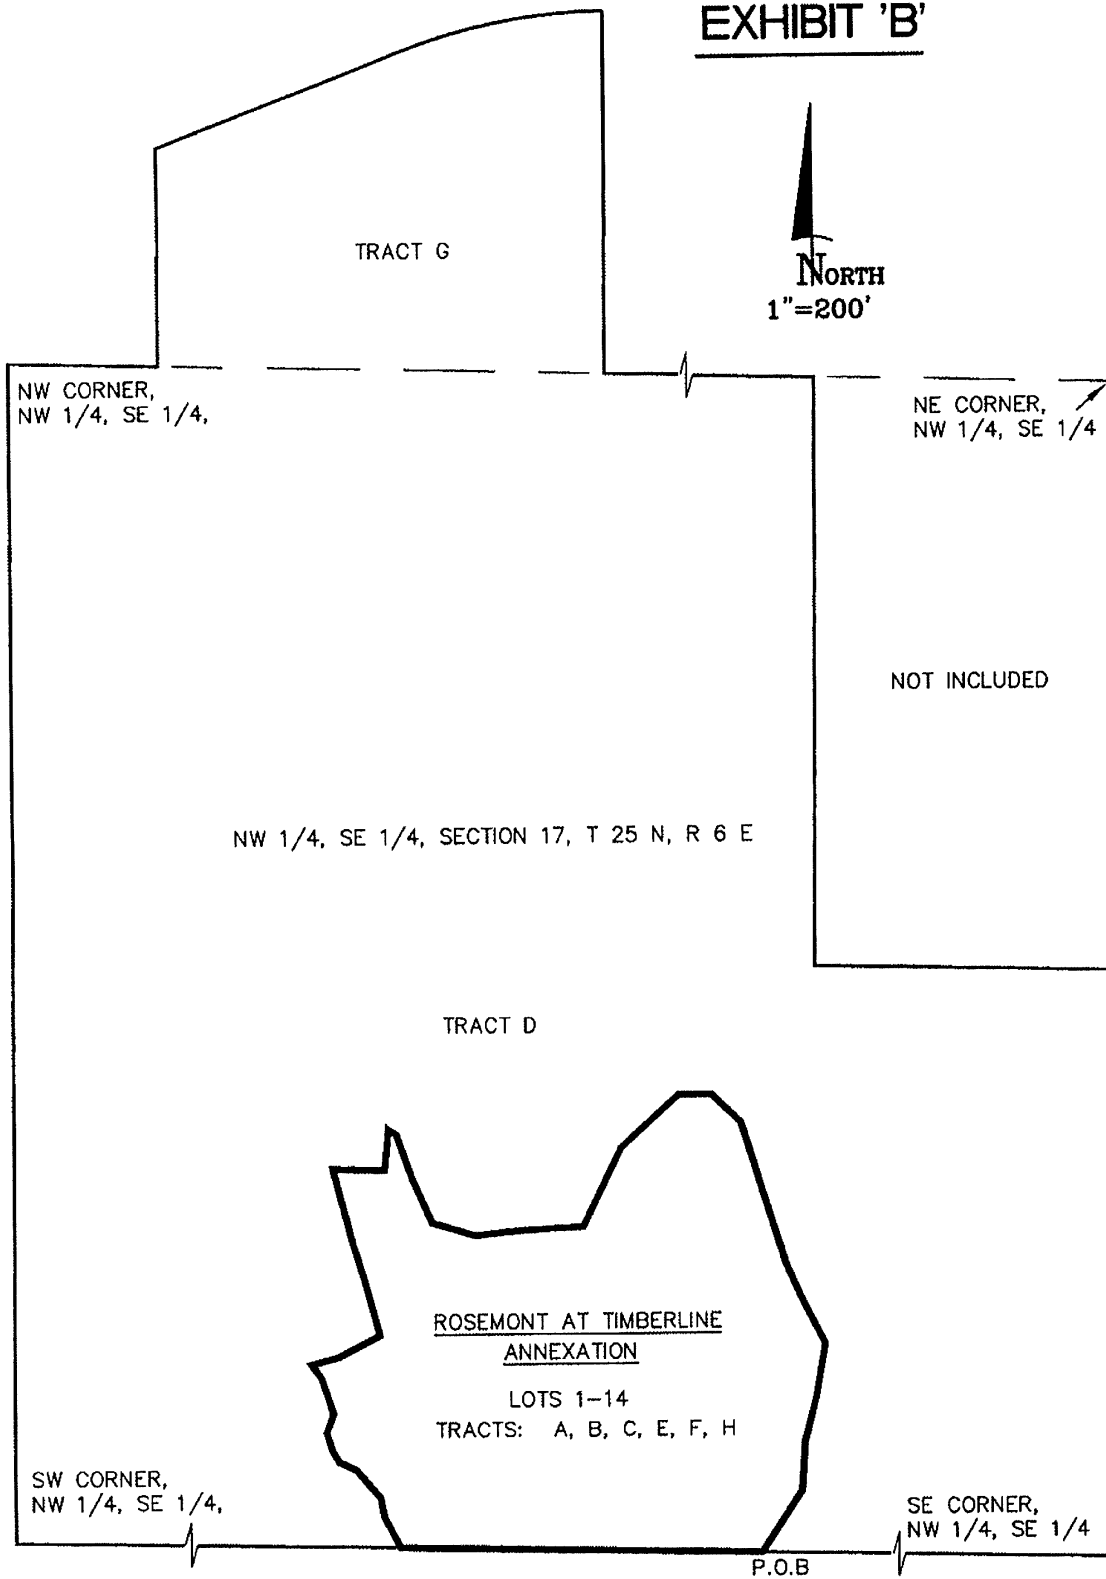 EXHIBIT 'B'
TRACT G
NORTH
1"=200'
NW CORNER,
NW 1/4, SE 1/4,
NE CORNER,
NW 1/4, SE 1/4
NOT INCLUDED
NW 1/4, SE 1/4, SECTION 17, T 25 N, R 6 E
TRACT D
ROSEMONT AT TIMBERLINE
ANNEXATION
LOTS 1-14
TRACTS: A, B, C, E, F, H
SW CORNER,
NW 1/4, SE 1/4,
SE CORNER,
NW 1/4, SE 1/4
P.O.B